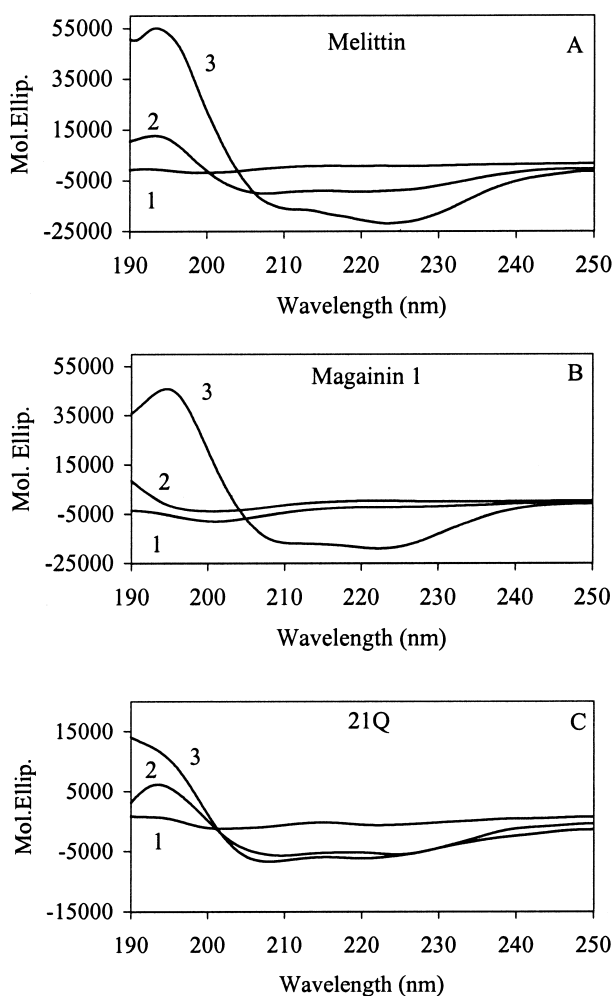 Melittin
A
Mol.Ellip.
55000
35000
15000
-5000
-25000
3
2
1
190 200 210 220 230 240 250
Wavelength (nm)
Magainin 1
B
Mol. Ellip.
55000
35000
15000
-5000
-25000
3
2
1
190 200 210 220 230 240 250
Wavelength (nm)
21Q
C
Mol.Ellip.
15000
5000
-5000
-15000
3
2
1
190 200 210 220 230 240 250
Wavelength (nm)